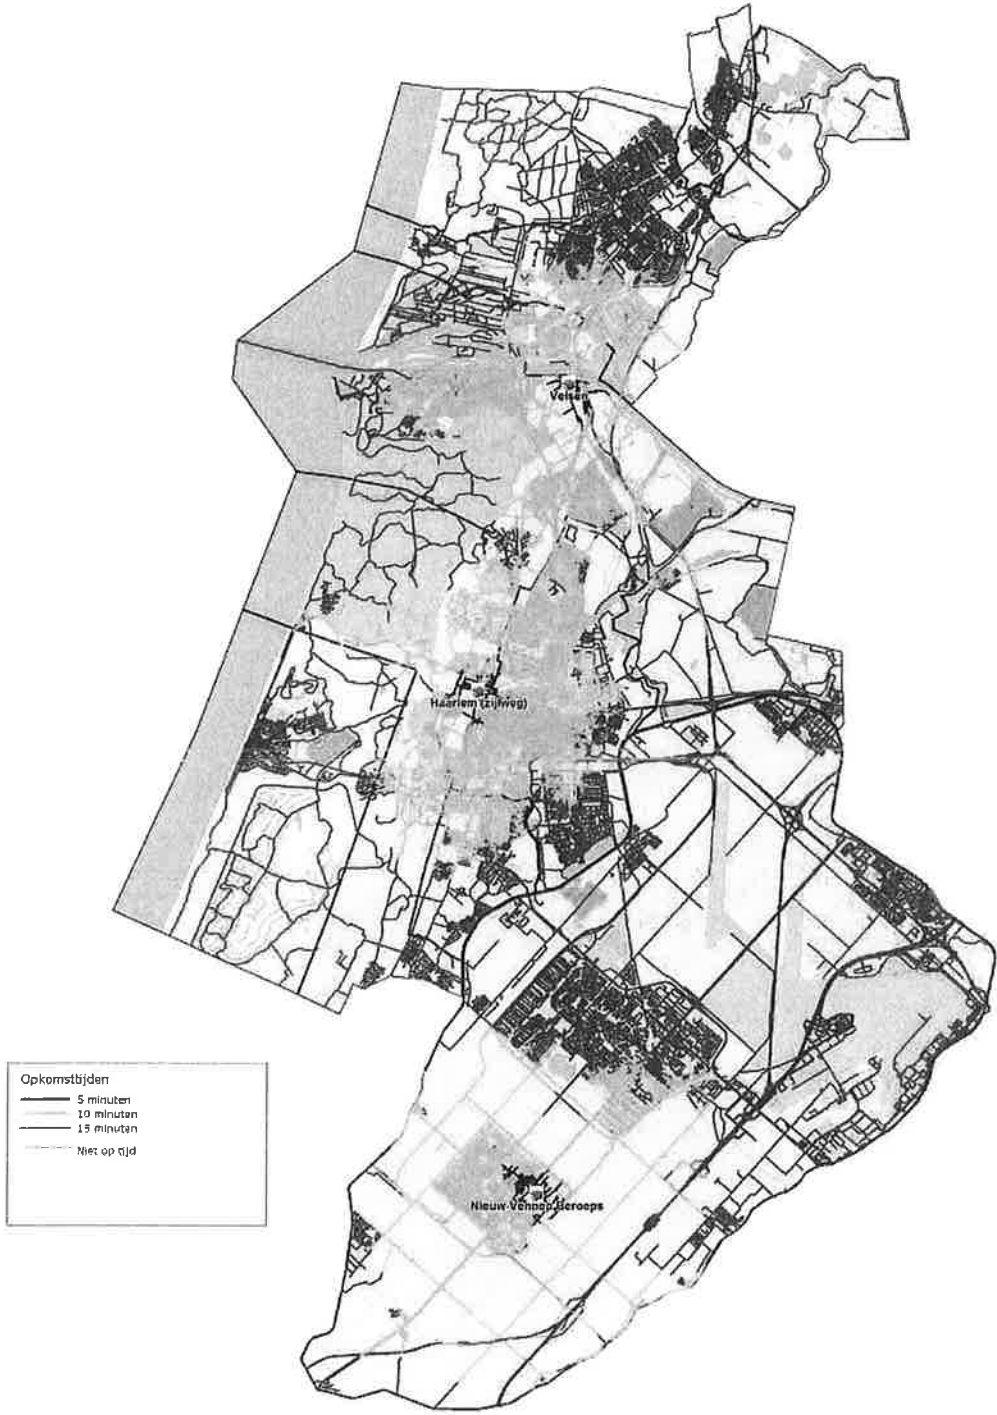 Velsen
Haarlem (zijlweg)
Nieuw-Vennep Beroeps
Opkomsttijden
5 minuten
10 minuten
15 minuten
Niet op tijd